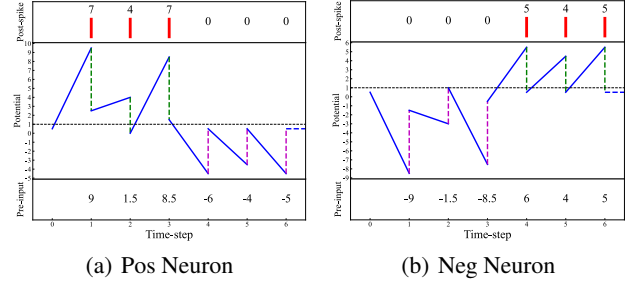 Post-spike
7 4 7 0 0 0
Potential
10
9
8
7
6
5
4
3
2
1
0
-1
-2
-3
-4
-5
Pre-input
9 1.5 8.5 -6 -4 -5
0 1 2 3 4 5 6
Time-step
(a) Pos Neuron
Post-spike
0 0 0 5 4 5
Potential
6
5
4
3
2
1
0
-1
-2
-3
-4
-5
-6
-7
-8
-9
Pre-input
-9 -1.5 -8.5 6 4 5
0 1 2 3 4 5 6
Time-step
(b) Neg Neuron